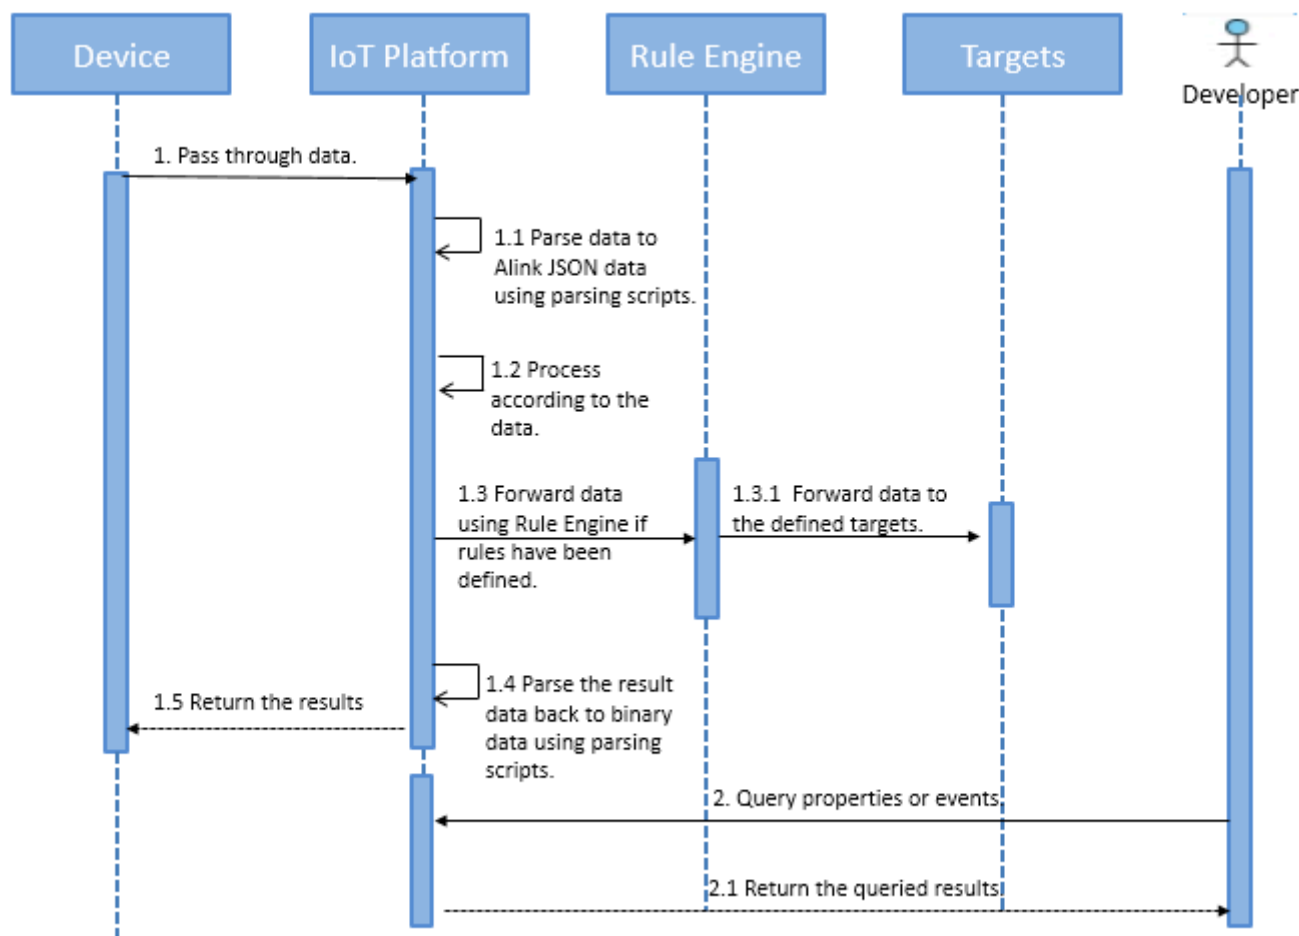 Device
IoT Platform
Rule Engine
Targets
Developer
1. Pass through data.
1.1 Parse data to
Alink JSON data
using parsing scripts.
1.2 Process
according to the
data.
1.3 Forward data
using Rule Engine if
rules have been
defined.
1.3.1 Forward data to
the defined targets.
1.4 Parse the result
data back to binary
data using parsing
scripts.
1.5 Return the results
2. Query properties or events.
2.1 Return the queried results.